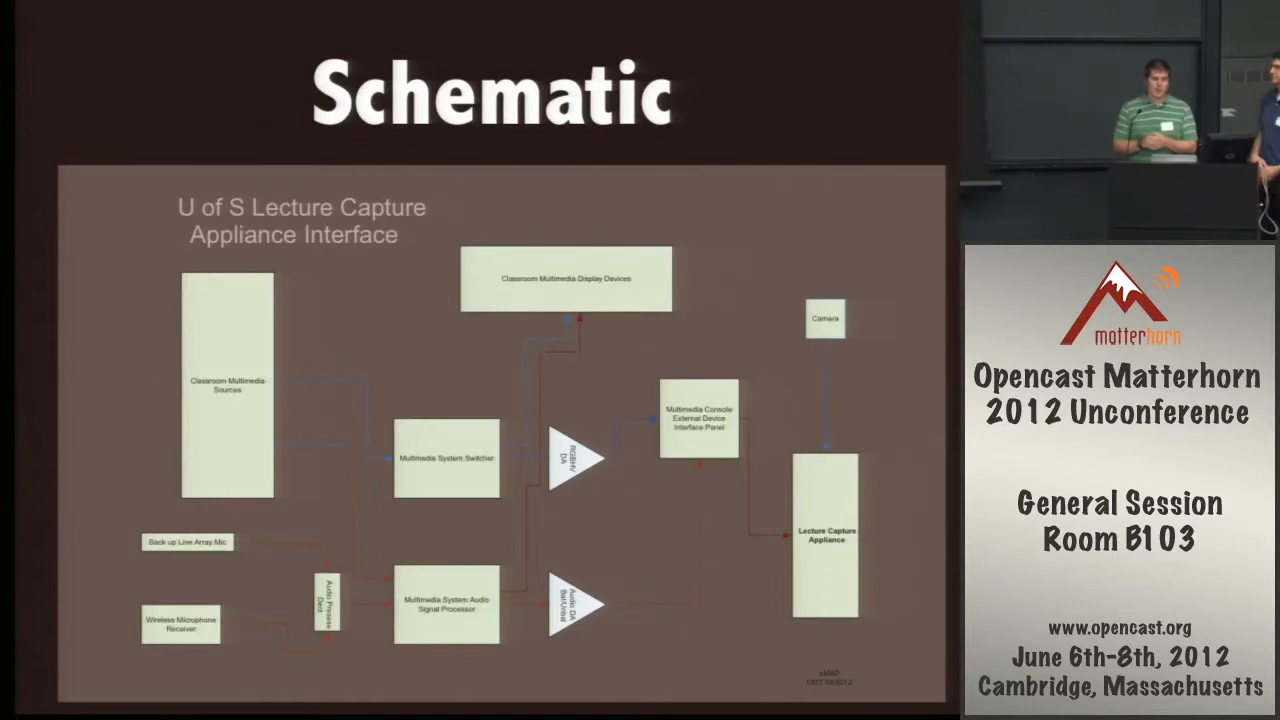 Schematic
U of S Lecture Capture
Appliance Interface
Classroom Multimedia Display Devices
Camera
Classroom Multimedia
Sources
Multimedia Console
External Device
Interface Panel
Multimedia System Switcher
RGBHV
DA
Lecture Capture
Appliance
Back up Line Array Mic
Wireless Microphone
Receiver
Multimedia System Audio
Signal Processor
Audio DA
matterhorn
Opencast Matterhorn
2012 Unconference
General Session
Room B103
www.opencast.org
June 6th-8th, 2012
Cambridge, Massachusetts